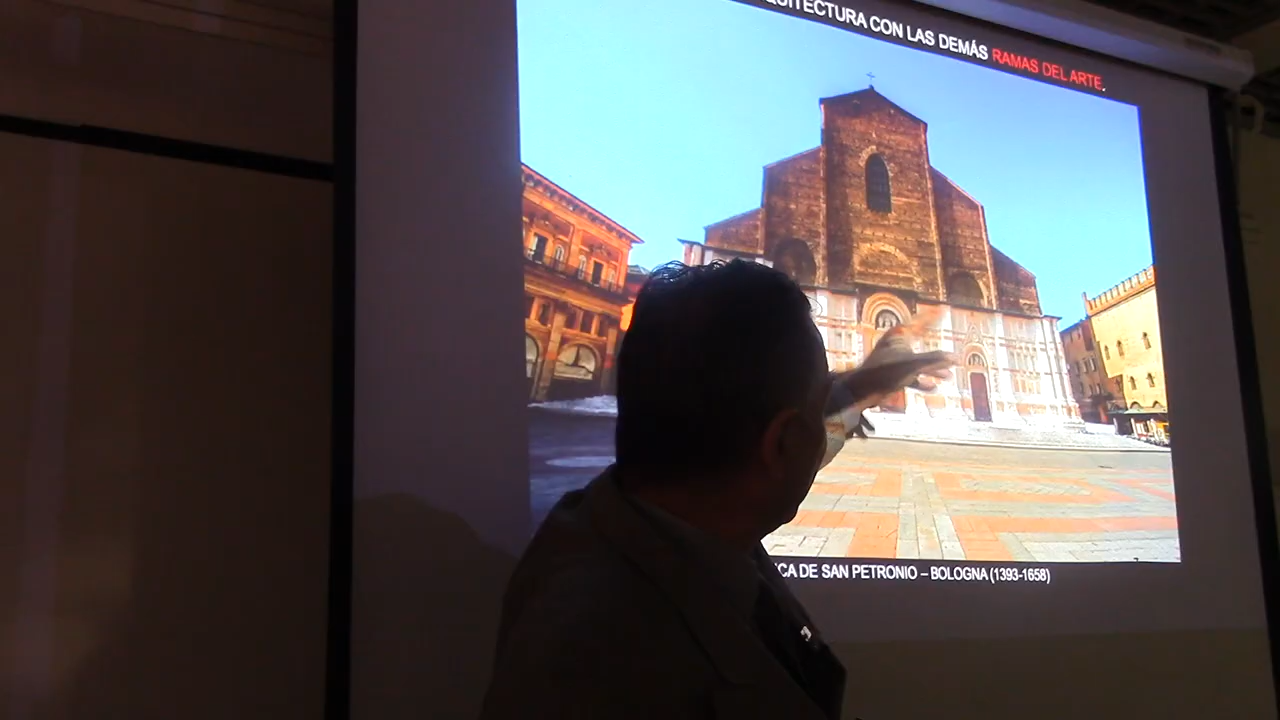 QUITECTURA CON LAS DEMÁS RAMAS DEL ARTE.
CA DE SAN PETRONIO – BOLOGNA (1393-1658)